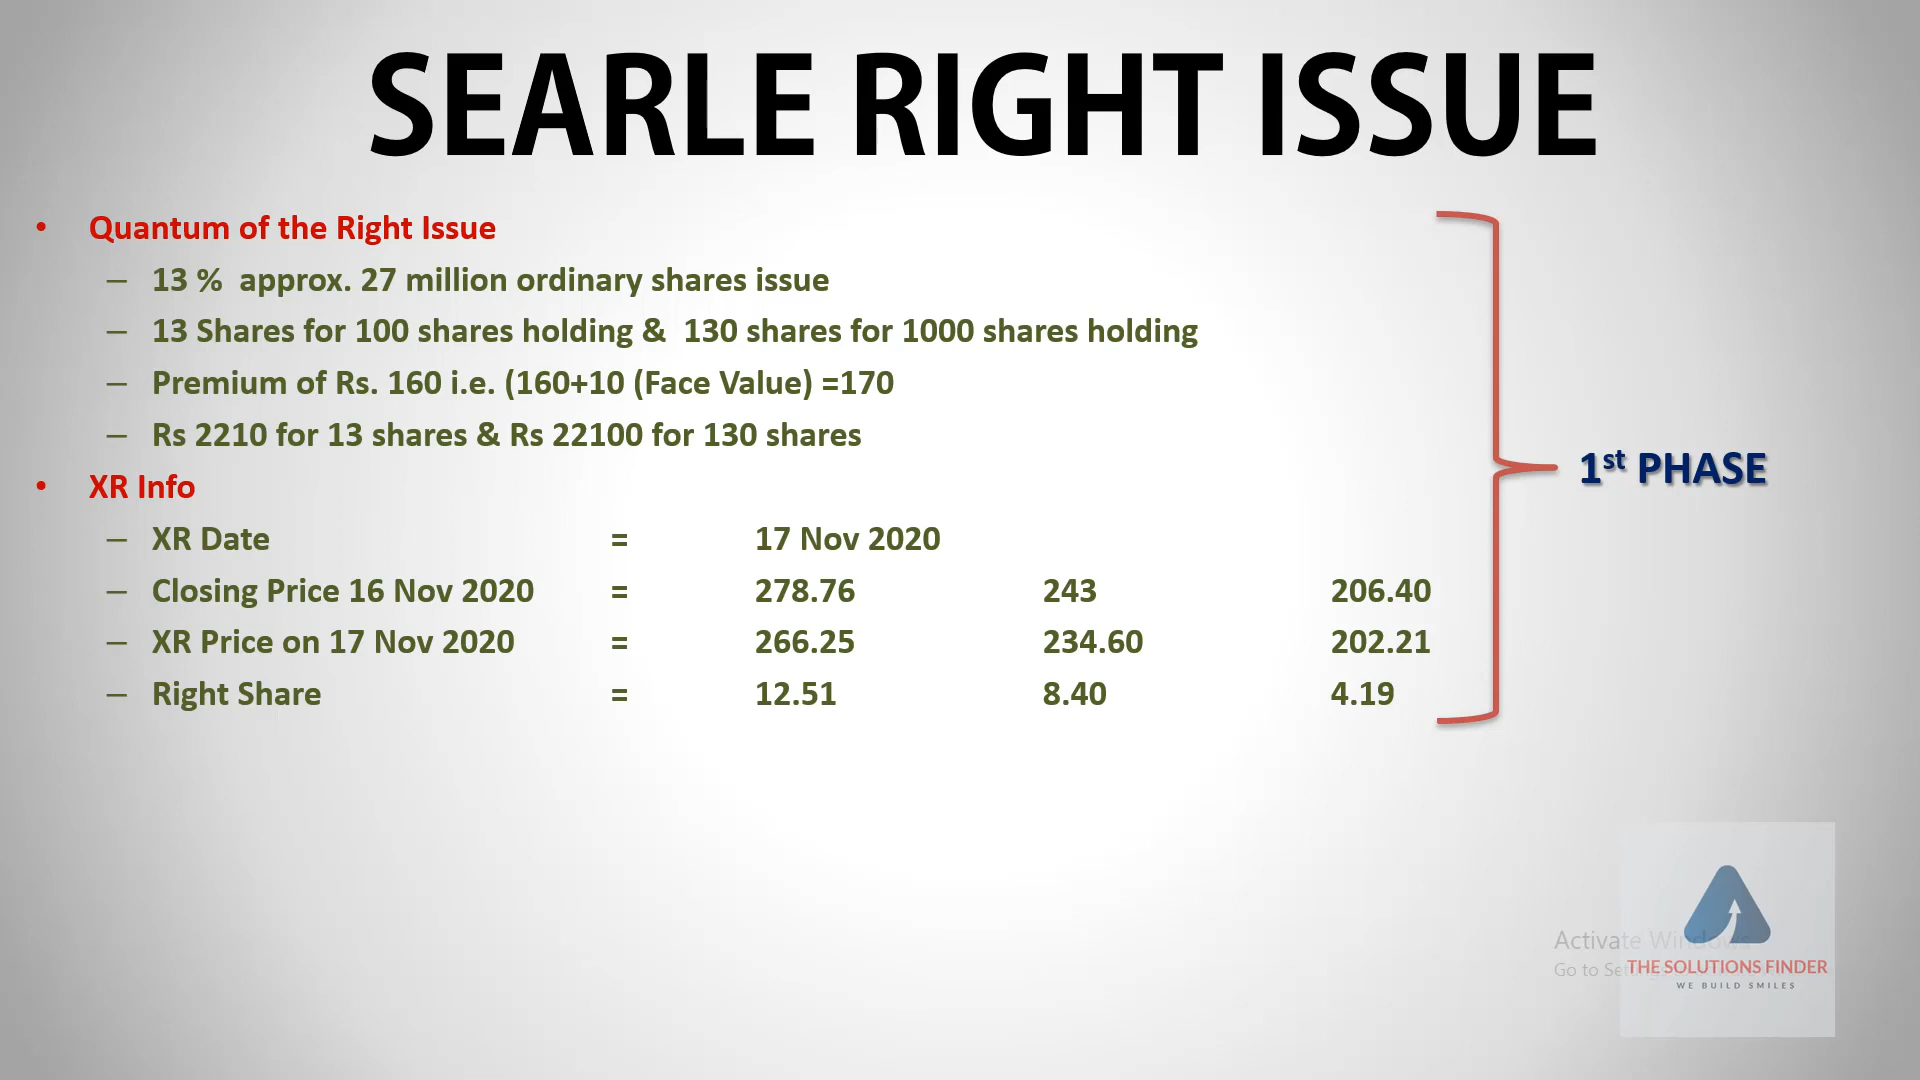 SEARLE RIGHT ISSUE
• Quantum of the Right Issue
– 13 % approx. 27 million ordinary shares issue
– 13 Shares for 100 shares holding & 130 shares for 1000 shares holding
– Premium of Rs. 160 i.e. (160+10 (Face Value) =170
– Rs 2210 for 13 shares & Rs 22100 for 130 shares
• XR Info
– XR Date = 17 Nov 2020
– Closing Price 16 Nov 2020 = 278.76 243 206.40
– XR Price on 17 Nov 2020 = 266.25 234.60 202.21
– Right Share = 12.51 8.40 4.19
1st PHASE
Activate Windows
Go to
THE SOLUTIONS FINDER
WE BUILD SMILES